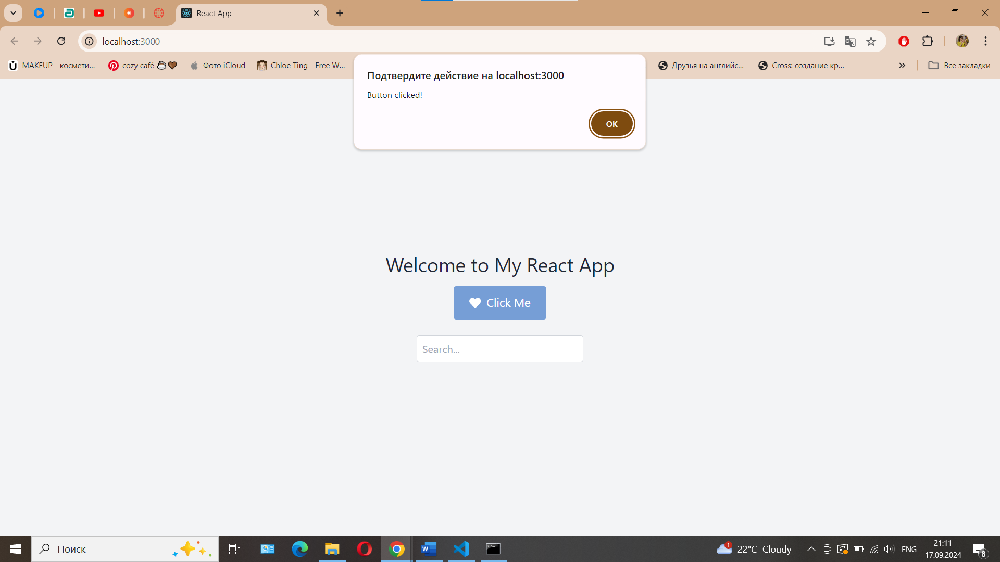 React App
localhost:3000
MAKEUP - космети...
cozy café
Фото iCloud
Chloe Ting - Free W...
Друзья на английс...
Cross: создание кр...
Все закладки
Подтвердите действие на localhost:3000
Button clicked!
ОК
Welcome to My React App
Click Me
Search...
Поиск
1
22°C Cloudy
ENG
21:11
17.09.2024
8